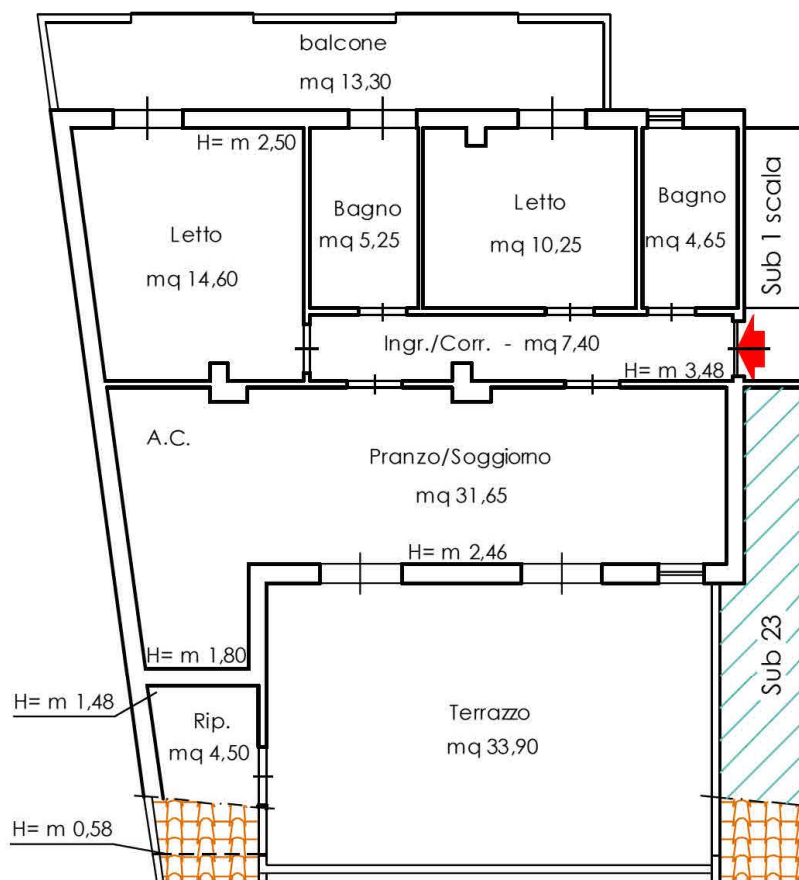 balcone
mq 13,30
H= m 2,50
Letto
mq 14,60
Bagno
mq 5,25
Letto
mq 10,25
Bagno
mq 4,65
Sub 1 scala
Ingr./Corr. - mq 7,40
H= m 3,48
A.C.
Pranzo/Soggiorno
mq 31,65
H= m 2,46
H= m 1,80
H= m 1,48
Rip.
mq 4,50
Terrazzo
mq 33,90
Sub 23
H= m 0,58